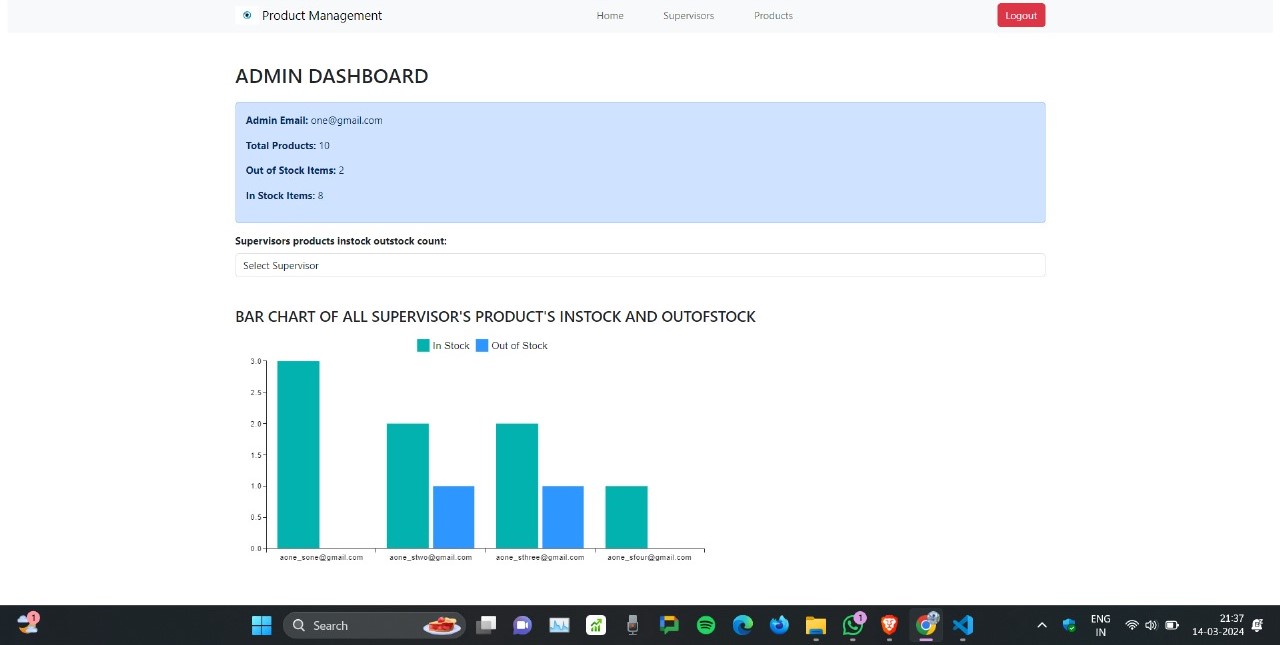 Product Management Home Supervisors Products Logout
ADMIN DASHBOARD
Admin Email: one@gmail.com
Total Products: 10
Out of Stock Items: 2
In Stock Items: 8
Supervisors products instock outstock count:
Select Supervisor
BAR CHART OF ALL SUPERVISOR'S PRODUCT'S INSTOCK AND OUTOFSTOCK
In Stock Out of Stock
3.0
2.5
2.0
1.5
1.0
0.5
0.0
aone_sone@gmail.com aone_stwo@gmail.com aone_sthree@gmail.com aone_sfour@gmail.com
1
Search
1
ENG
IN
21:37
14-03-2024